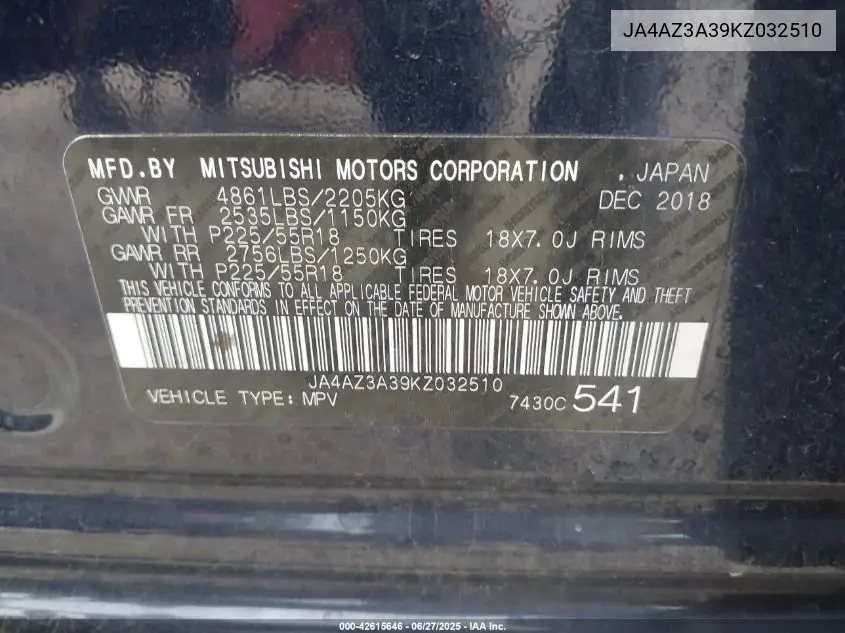 JA4AZ3A39KZ032510
MFD.BY MITSUBISHI MOTORS CORPORATION , JAPAN
GVWR 4861LBS/2205KG DEC 2018
GAWR FR 2535LBS/1150KG
WITH P225/55R18 TIRES 18X7.0J RIMS
GAWR RR 2756LBS/1250KG
WITH P225/55R18 TIRES 18X7.0J RIMS
THIS VEHICLE CONFORMS TO ALL APPLICABLE FEDERAL MOTOR VEHICLE SAFETY AND THEFT
PREVENTION STANDARDS IN EFFECT ON THE DATE OF MANUFACTURE SHOWN ABOVE.
JA4AZ3A39KZ032510
VEHICLE TYPE: MPV 7430C 541
000-42615646 - 06/27/2025 - IAA Inc.